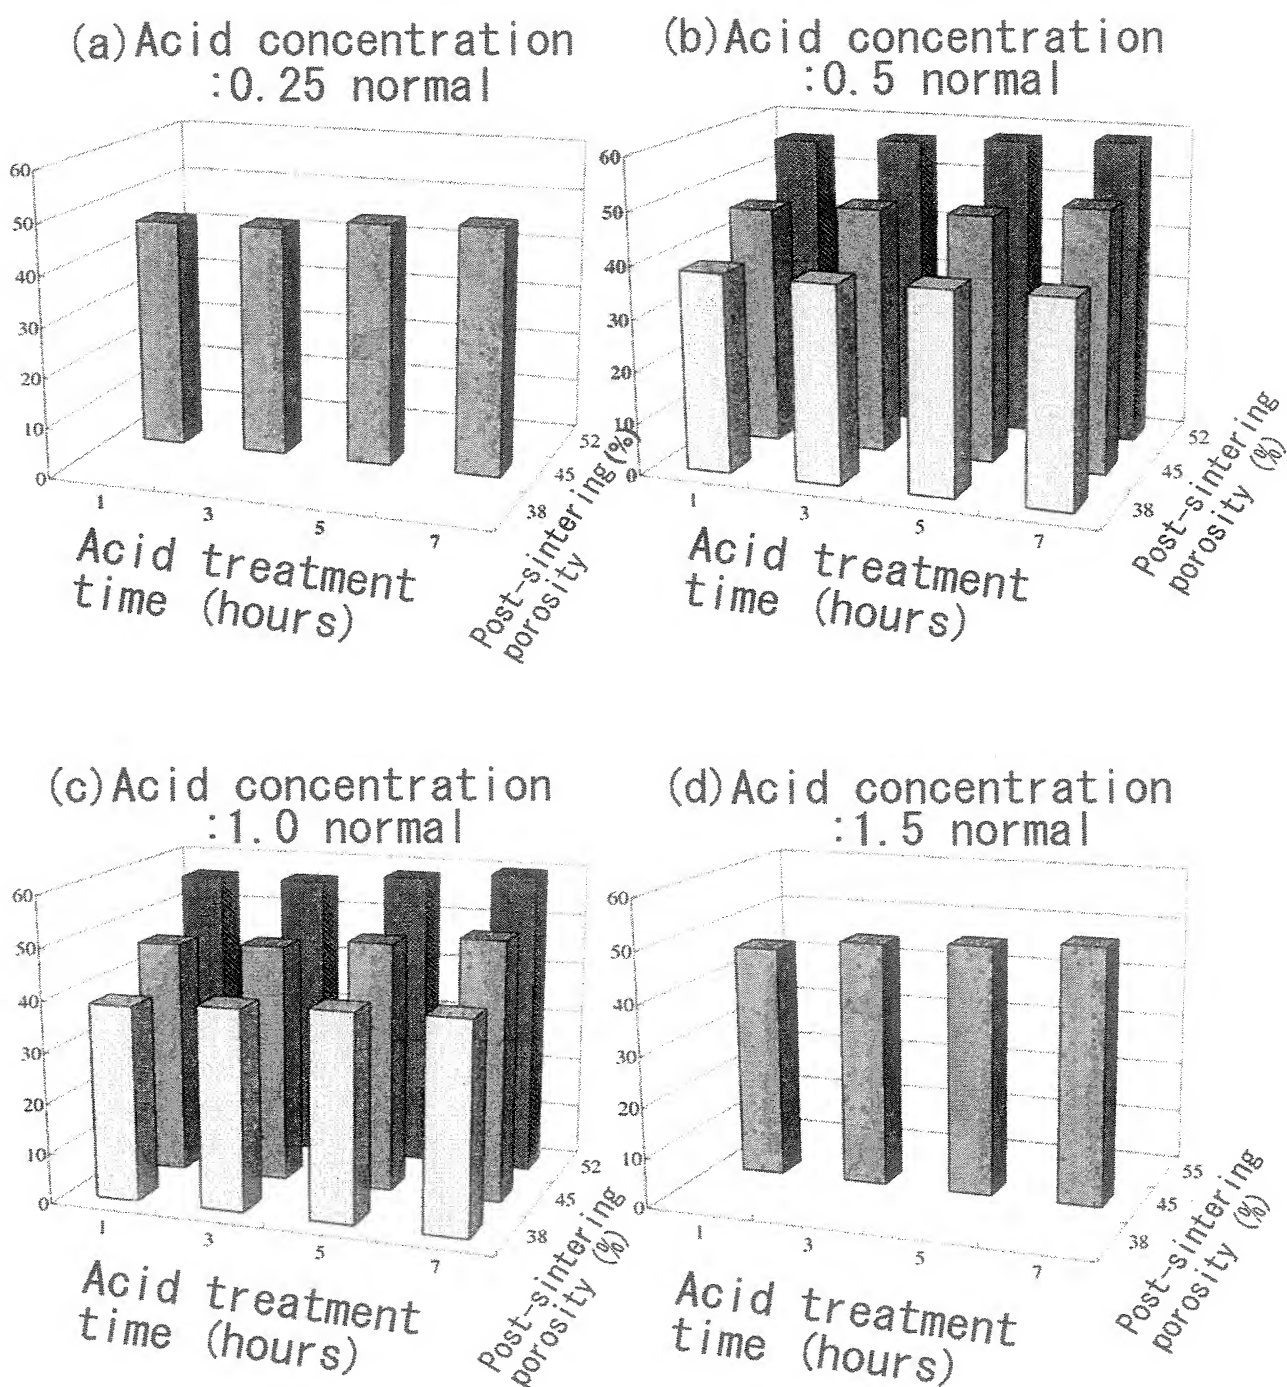 (a)Acid concentration
:0.25 normal
60
50
40
30
20
10
0
1
3
5
7
38
45
52
Acid treatment
time (hours)
Post-sintering(%)
porosity
(b)Acid concentration
:0.5 normal
60
50
40
30
20
10
0
1
3
5
7
38
45
52
Acid treatment
time (hours)
Post-sintering
porosity (%)
(c)Acid concentration
:1.0 normal
60
50
40
30
20
10
0
1
3
5
7
38
45
52
Acid treatment
time (hours)
Post-sintering
porosity (%)
(d)Acid concentration
:1.5 normal
60
50
40
30
20
10
0
1
3
5
7
38
45
55
Acid treatment
time (hours)
Post-sintering
porosity (%)